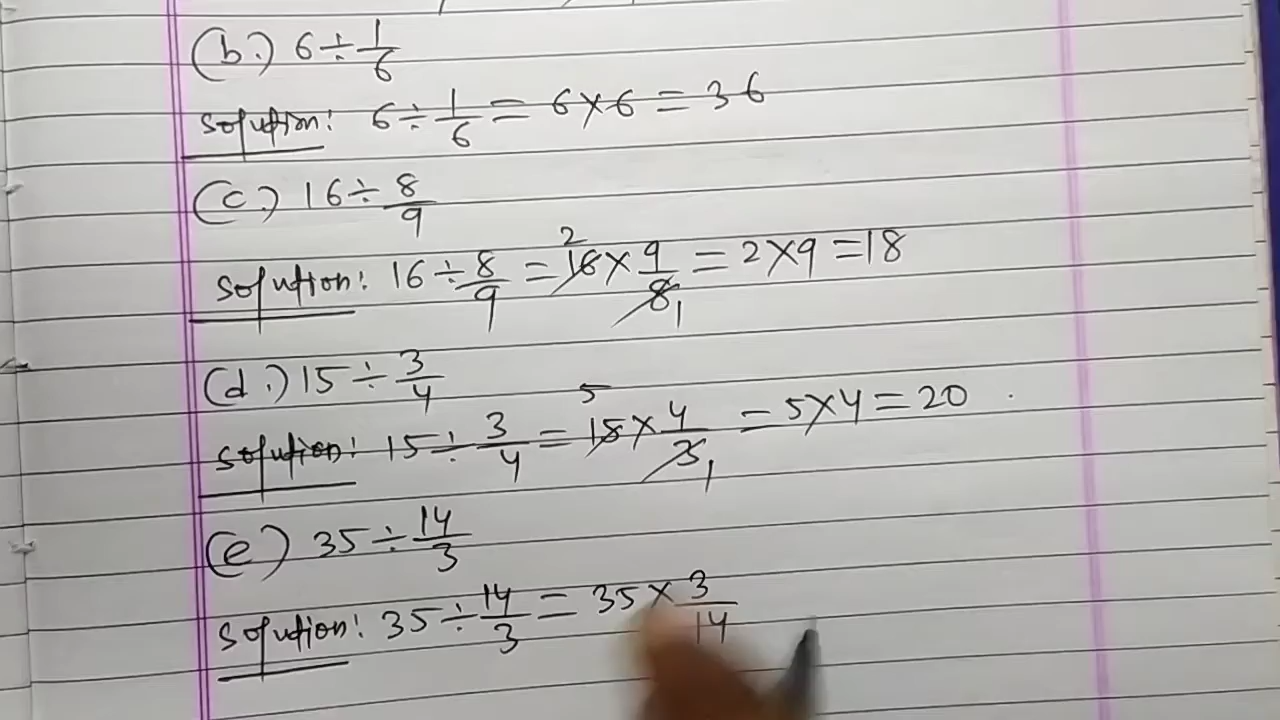 (b.) 6 ÷ 1/6
Solution: 6 ÷ 1/6 = 6 × 6 = 36
(c.) 16 ÷ 8/9
Solution: 16 ÷ 8/9 = 16 2 × 9/8 1 = 2 × 9 = 18
(d.) 15 ÷ 3/4
Solution: 15 ÷ 3/4 = 15 5 × 4/3 1 = 5 × 4 = 20
(e) 35 ÷ 14/3
Solution: 35 ÷ 14/3 = 35 × 3/14